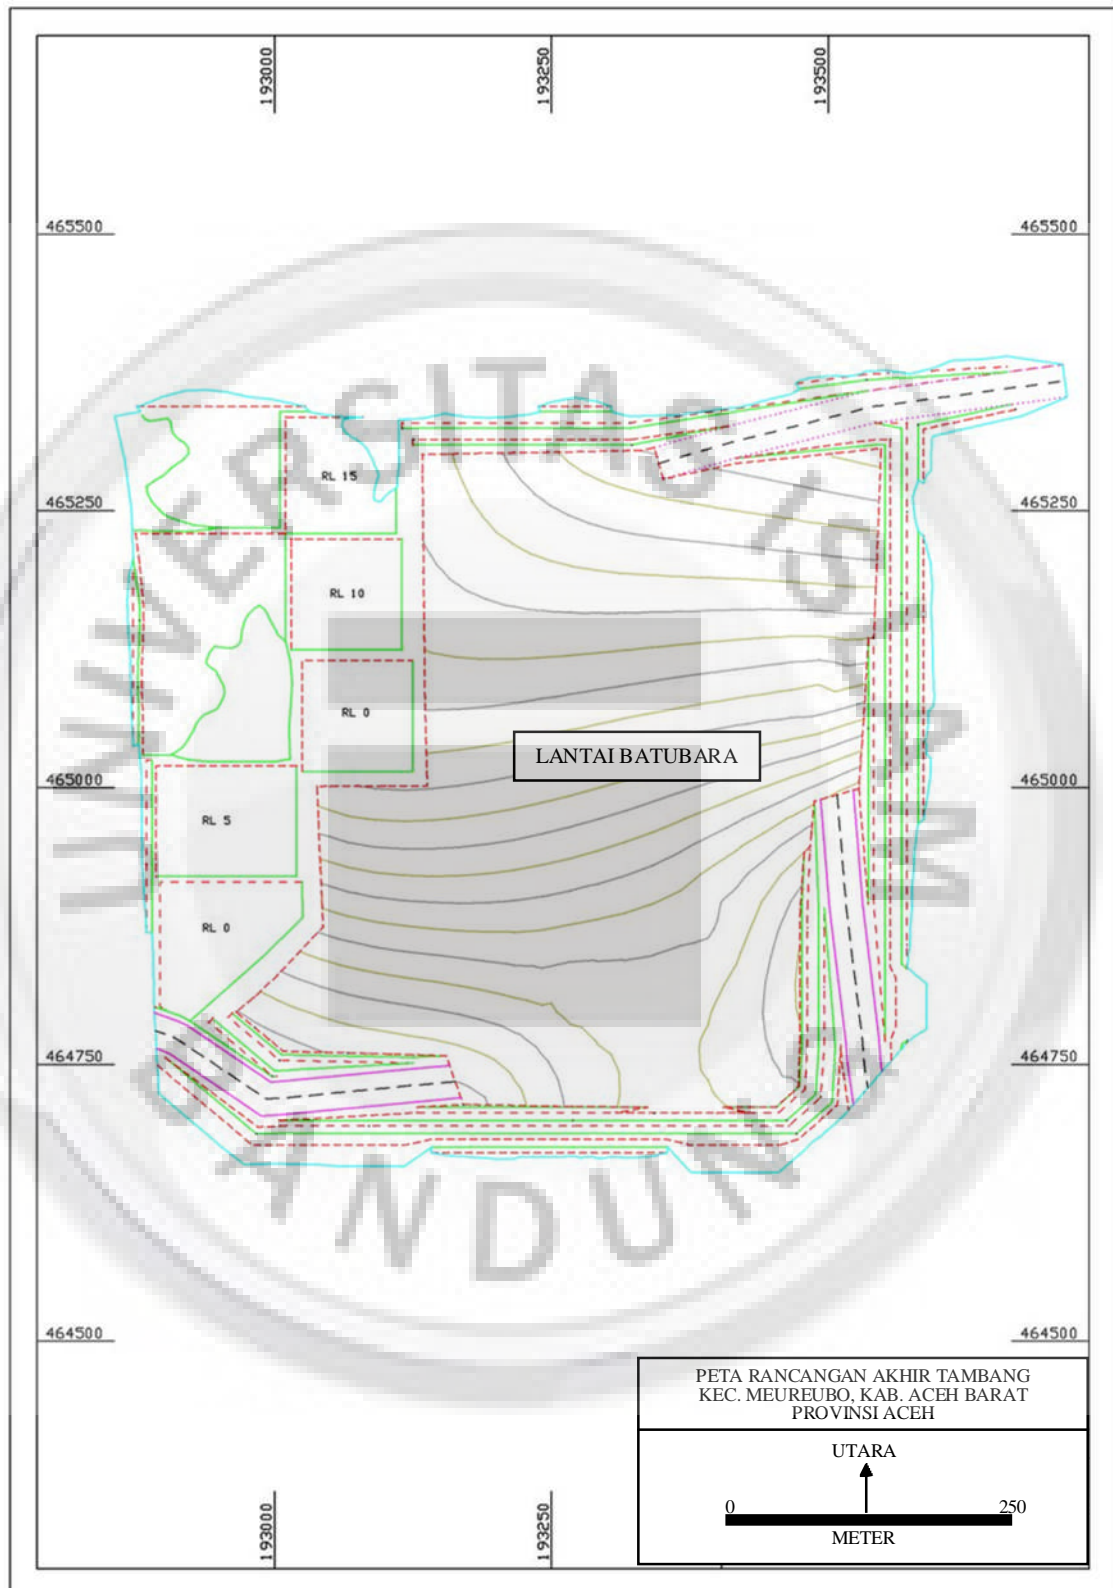 193000
193250
193500
465500
465500
RL 15
465250
465250
RL 10
RL 0
LANTAI BATUBARA
465000
465000
RL 5
RL 0
464750
464750
464500
464500
UNIVERSITAS ISLAM
BANDUNG
PETA RANCANGAN AKHIR TAMBANG
KEC. MEUREUBO, KAB. ACEH BARAT
PROVINSI ACEH
UTARA
0 250
METER
193000
193250